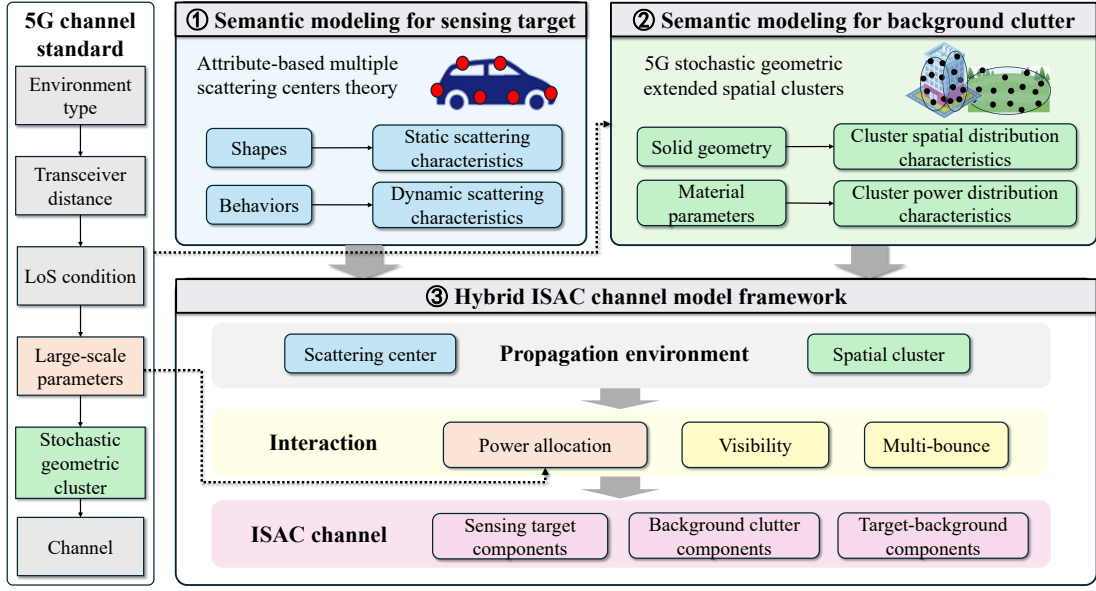 5G channel
standard
Environment
type
Transceiver
distance
LoS condition
Large-scale
parameters
Stochastic
geometric
cluster
Channel
① Semantic modeling for sensing target
Attribute-based multiple
scattering centers theory
Shapes
Static scattering
characteristics
Behaviors
Dynamic scattering
characteristics
② Semantic modeling for background clutter
5G stochastic geometric
extended spatial clusters
Solid geometry
Cluster spatial distribution
characteristics
Material
parameters
Cluster power distribution
characteristics
③ Hybrid ISAC channel model framework
Scattering center
Propagation environment
Spatial cluster
Interaction
Power allocation
Visibility
Multi-bounce
ISAC channel
Sensing target
components
Background clutter
components
Target-background
components